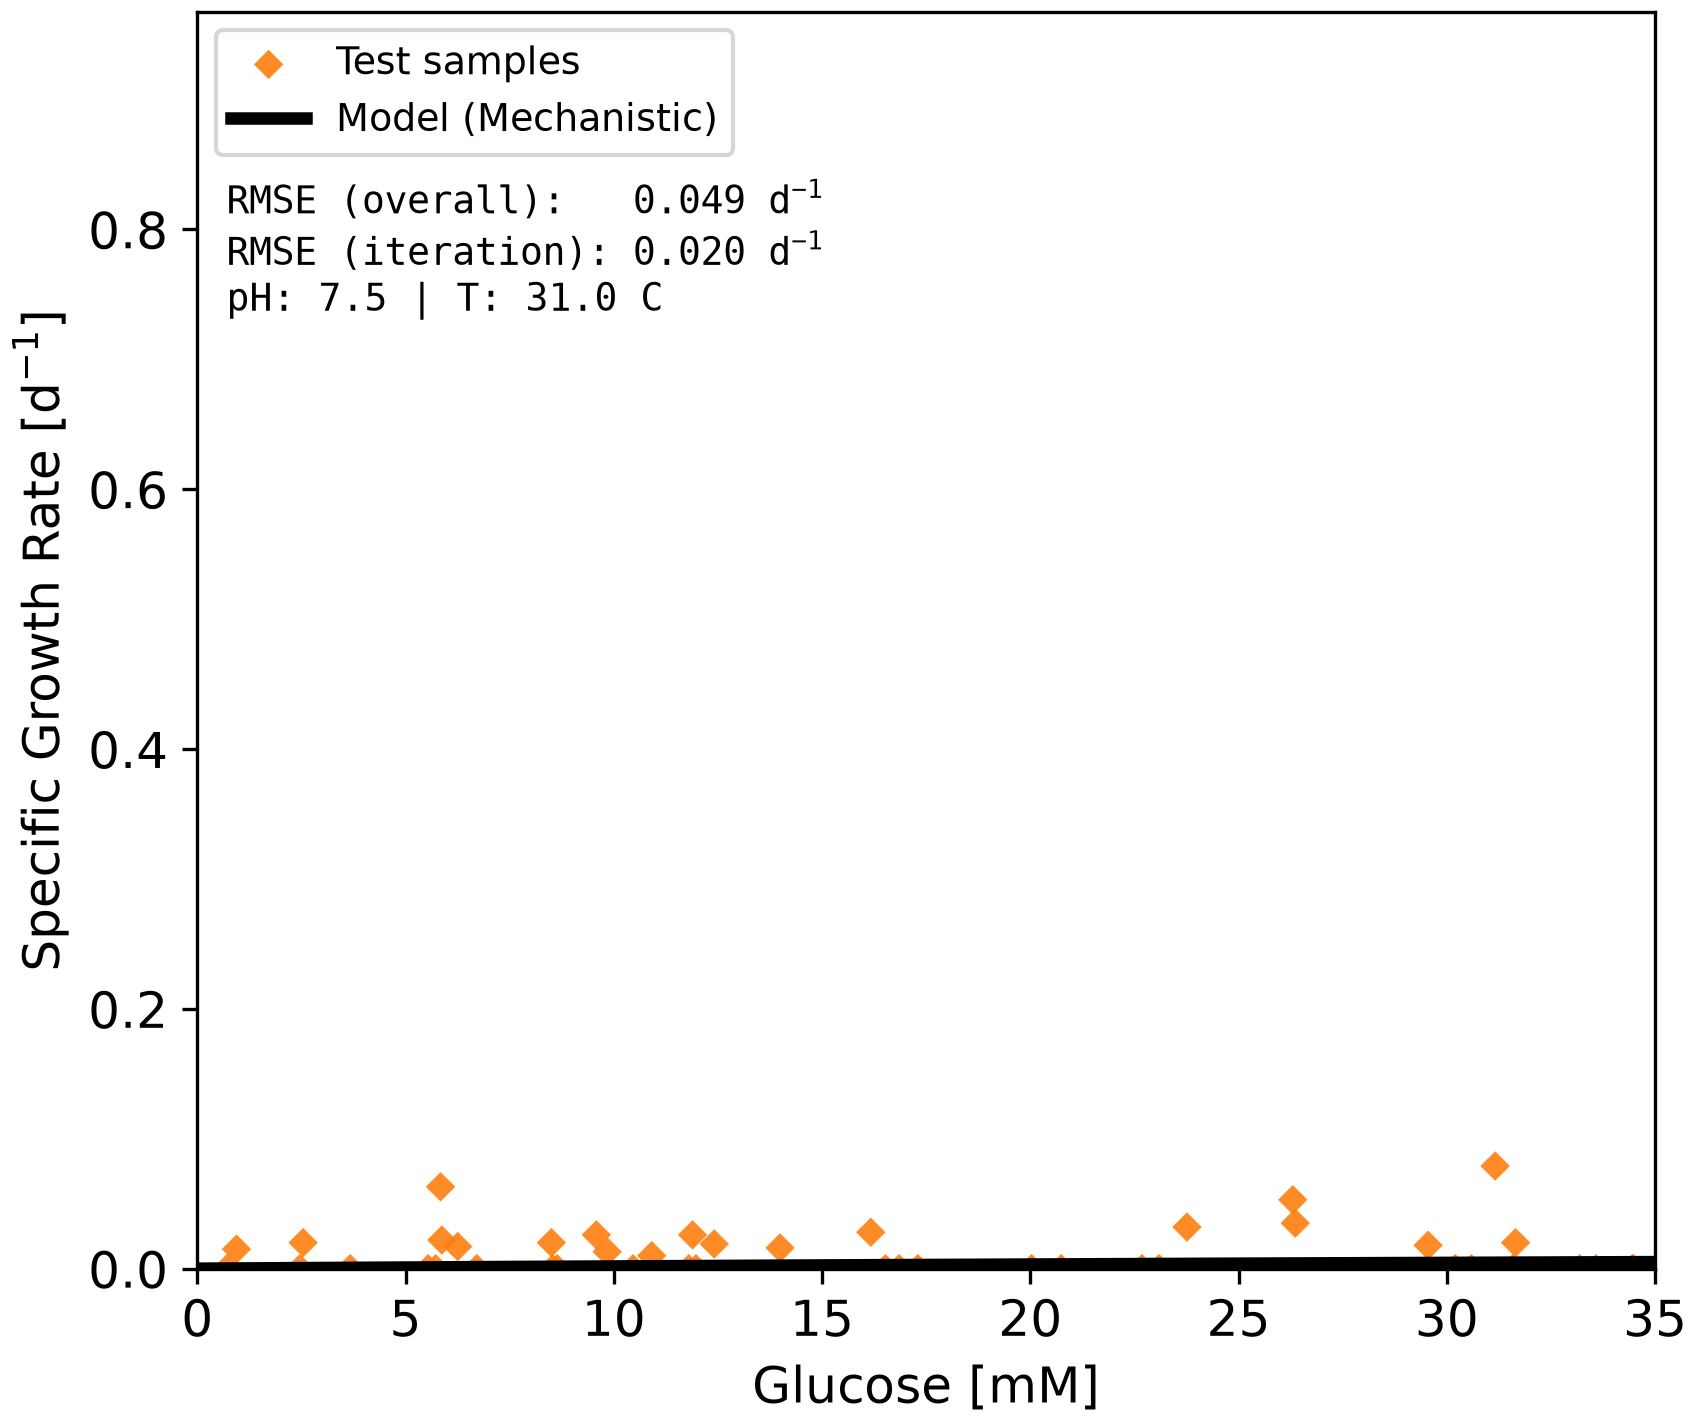 Test samples
Model (Mechanistic)
RMSE (overall): 0.049 d⁻¹
RMSE (iteration): 0.020 d⁻¹
pH: 7.5 | T: 31.0 C
Specific Growth Rate [d⁻¹]
0.8
0.6
0.4
0.2
0.0
0 5 10 15 20 25 30 35
Glucose [mM]